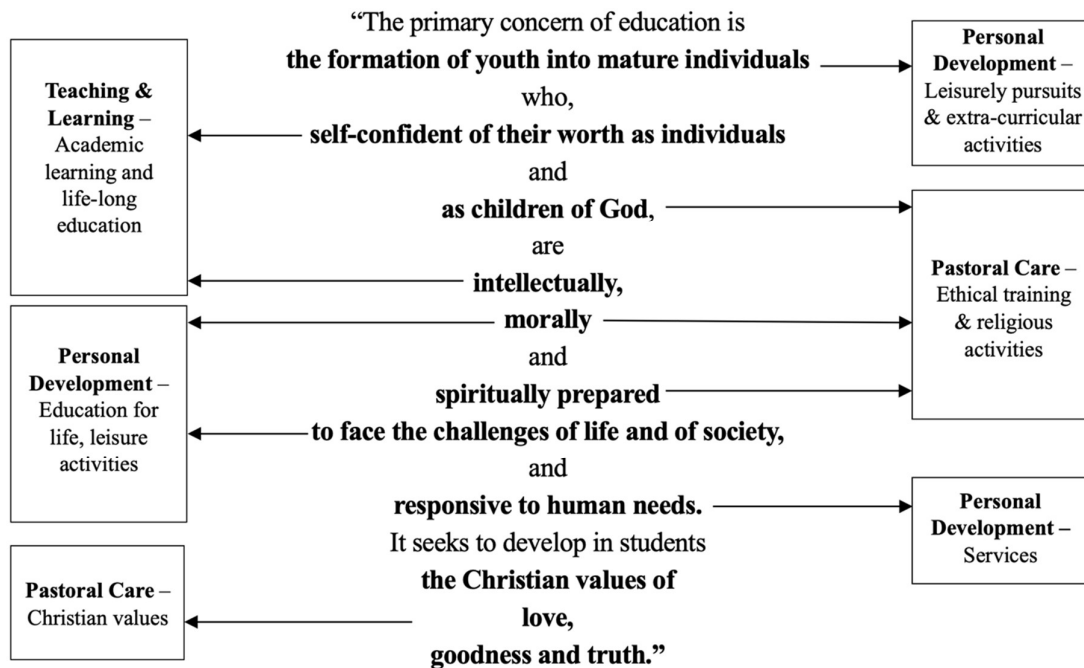 “The primary concern of education is
the formation of youth into mature individuals
who,
self-confident of their worth as individuals
and
as children of God,
are
intellectually,
morally
and
spiritually prepared
to face the challenges of life and of society,
and
responsive to human needs.
It seeks to develop in students
the Christian values of
love,
goodness and truth.”
Teaching &
Learning –
Academic
learning and
life-long
education
Personal
Development –
Education for
life, leisure
activities
Pastoral Care –
Christian values
Personal
Development –
Leisurely pursuits
& extra-curricular
activities
Pastoral Care –
Ethical training
& religious
activities
Personal
Development –
Services